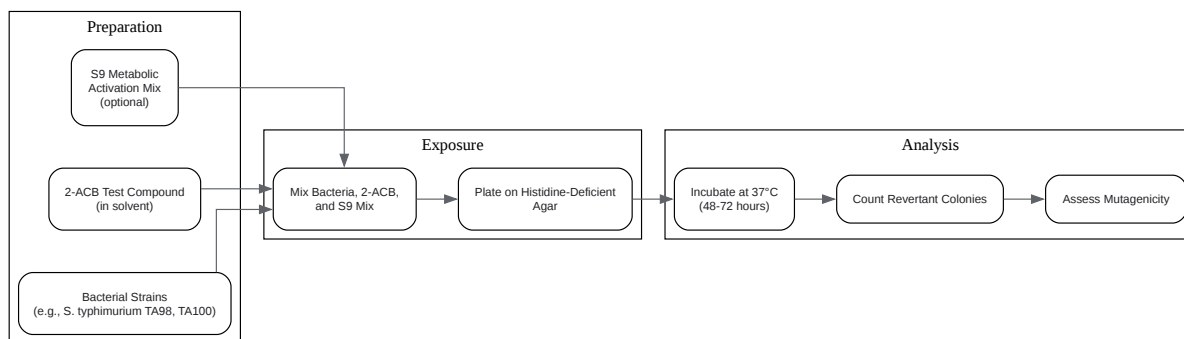 Preparation
S9 Metabolic
Activation Mix
(optional)
2-ACB Test Compound
(in solvent)
Bacterial Strains
(e.g., S. typhimurium TA98, TA100)
Exposure
Mix Bacteria, 2-ACB,
and S9 Mix
Plate on Histidine-Deficient
Agar
Analysis
Incubate at 37°C
(48-72 hours)
Count Revertant Colonies
Assess Mutagenicity